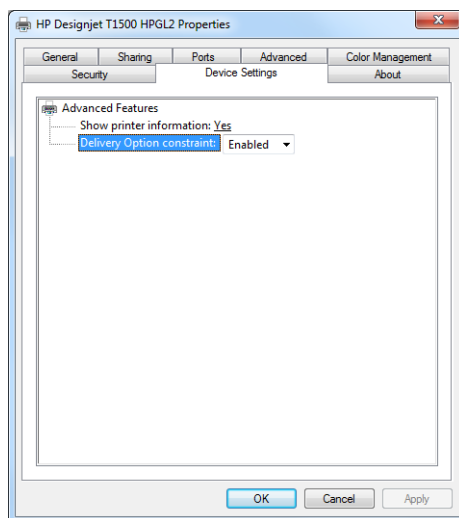 HP Designjet T1500 HPGL2 Properties
General Sharing Ports Advanced Color Management
Security Device Settings About
Advanced Features
Show printer information: Yes
Delivery Option constraint: Enabled
OK Cancel Apply